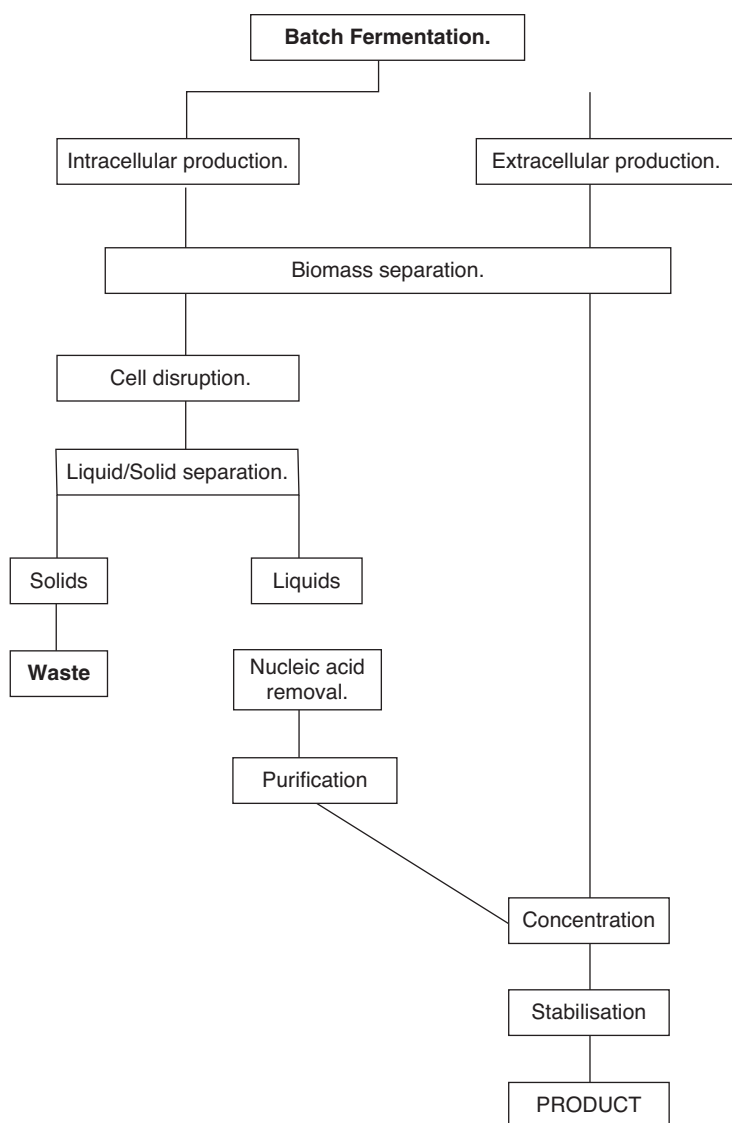 Batch Fermentation.
Intracellular production.
Extracellular production.
Biomass separation.
Cell disruption.
Liquid/Solid separation.
Solids
Liquids
Waste
Nucleic acid
removal.
Purification
Concentration
Stabilisation
PRODUCT